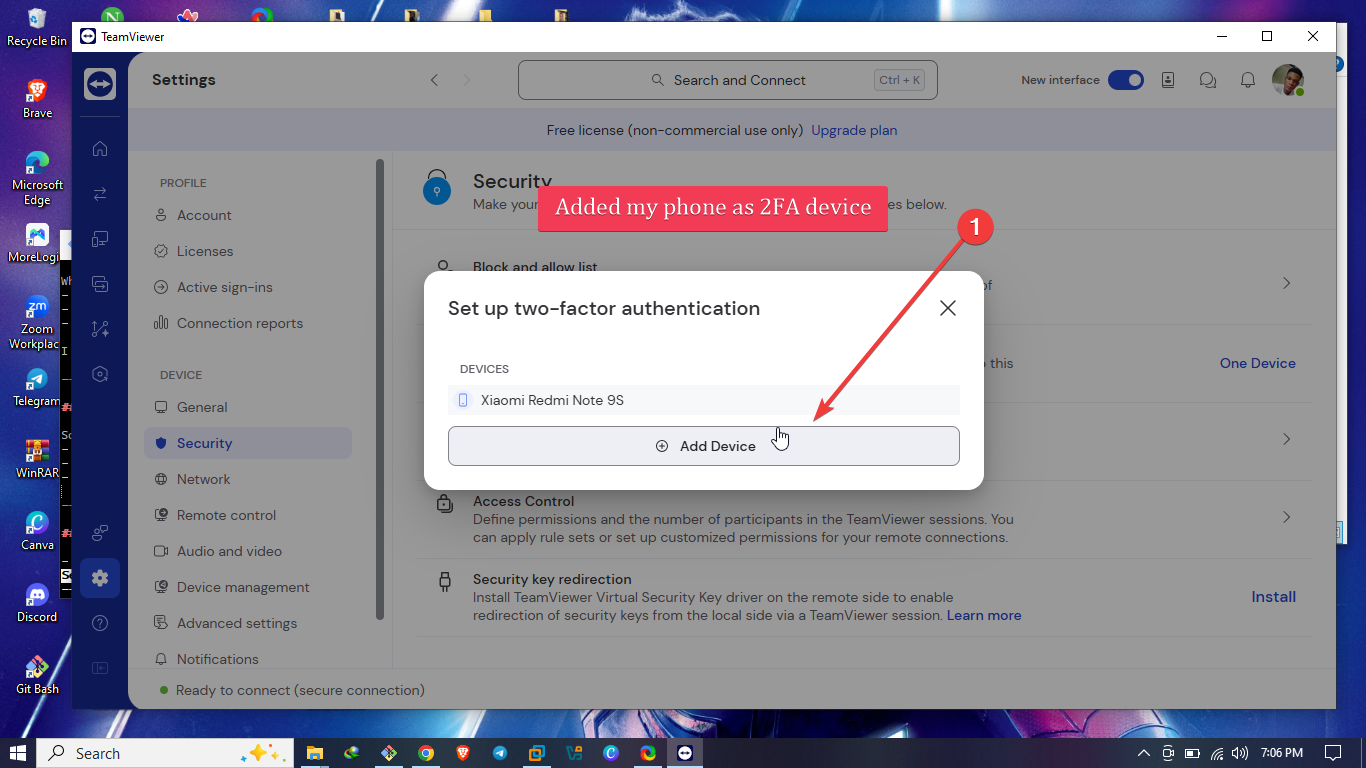 Recycle Bin
Brave
Microsoft
Edge
MoreLogi
Zoom
Workplac
Telegram
WinRAR
Canva
Discord
Git Bash
TeamViewer
Settings
Search and Connect
Ctrl + K
New interface
Free license (non-commercial use only) Upgrade plan
PROFILE
Account
Licenses
Active sign-ins
Connection reports
DEVICE
General
Security
Network
Remote control
Audio and video
Device management
Advanced settings
Notifications
Ready to connect (secure connection)
Security
Make your
es below.
Added my phone as 2FA device
1
Block and allow list
of
Set up two-factor authentication
DEVICES
Xiaomi Redmi Note 9S
Add Device
this
One Device
Access Control
Define permissions and the number of participants in the TeamViewer sessions. You
can apply rule sets or set up customized permissions for your remote connections.
Security key redirection
Install TeamViewer Virtual Security Key driver on the remote side to enable
redirection of security keys from the local side via a TeamViewer session. Learn more
Install
Search
7:06 PM